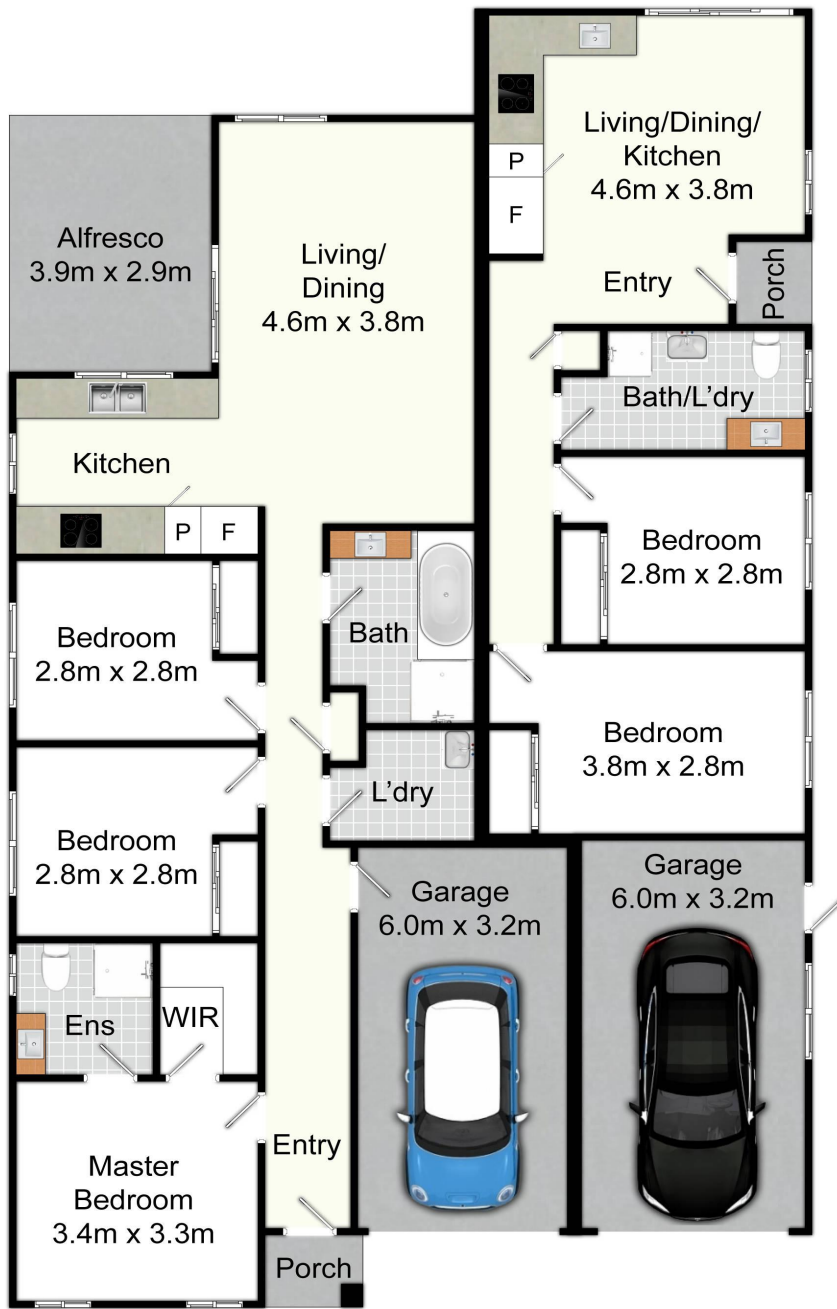 Living/Dining/
Kitchen
4.6m x 3.8m
P
F
Entry
Porch
Alfresco
3.9m x 2.9m
Living/
Dining
4.6m x 3.8m
Bath/L’dry
Kitchen
P
F
Bedroom
2.8m x 2.8m
Bedroom
2.8m x 2.8m
Bath
Bedroom
3.8m x 2.8m
L’dry
Bedroom
2.8m x 2.8m
Garage
6.0m x 3.2m
Garage
6.0m x 3.2m
Ens
WIR
Entry
Master
Bedroom
3.4m x 3.3m
Porch